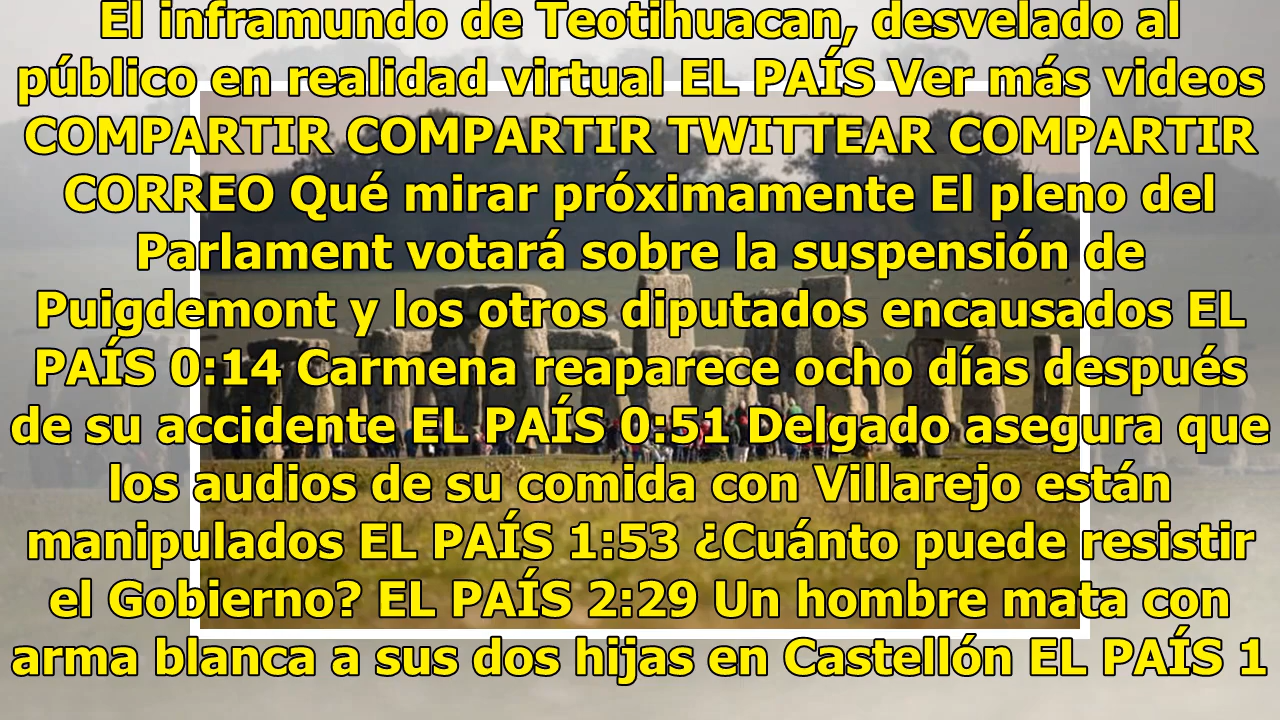 El inframundo de Teotihuacan, desvelado al
público en realidad virtual EL PAÍS Ver más videos
COMPARTIR COMPARTIR TWITTEAR COMPARTIR
CORREO Qué mirar próximamente El pleno del
Parlament votará sobre la suspensión de
Puigdemont y los otros diputados encausados EL
PAÍS 0:14 Carmena reaparece ocho días después
de su accidente EL PAÍS 0:51 Delgado asegura que
los audios de su comida con Villarejo están
manipulados EL PAÍS 1:53 ¿Cuánto puede resistir
el Gobierno? EL PAÍS 2:29 Un hombre mata con
arma blanca a sus dos hijas en Castellón EL PAÍS 1